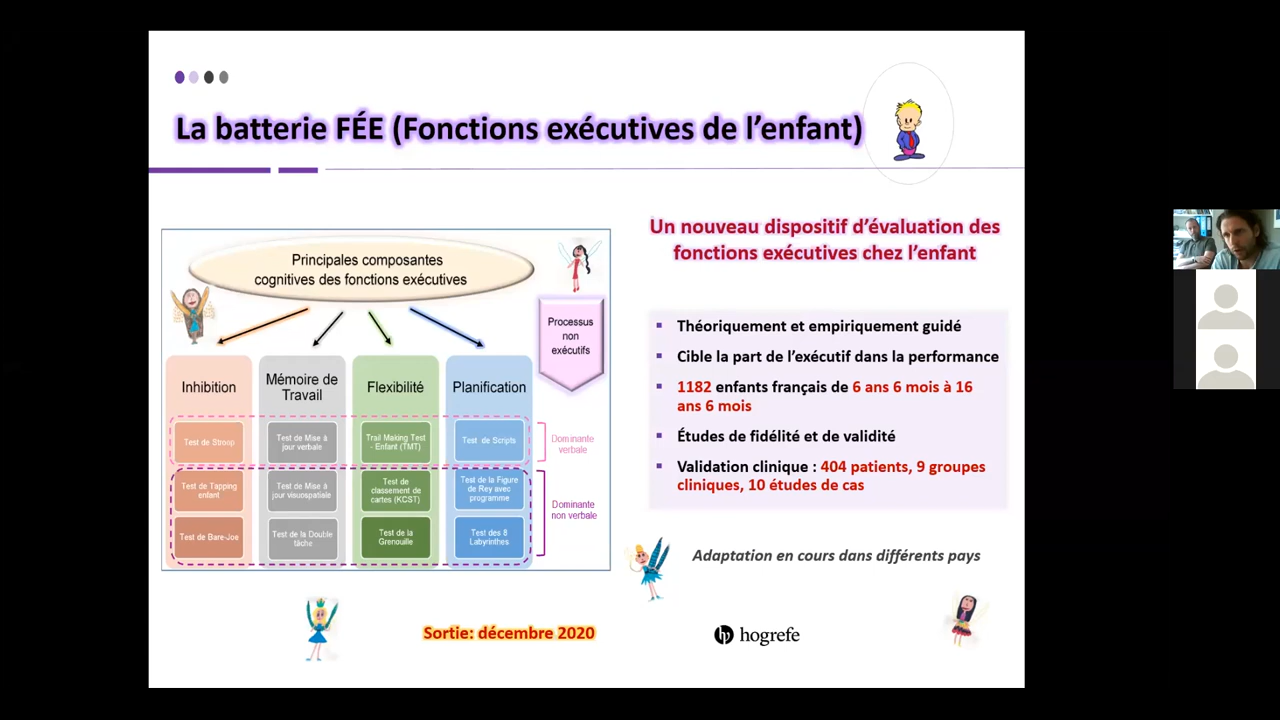 La batterie FÉE (Fonctions exécutives de l'enfant)
Principales composantes
cognitives des fonctions exécutives
Processus
non
exécutifs
Inhibition
Mémoire de
Travail
Flexibilité
Planification
Test de Stroop
Test de Mise à
jour verbale
Trail Making Test
- Enfant (TMT)
Test de Scripts
Dominante
verbale
Test de Tapping
enfant
Test de Mise à
jour visuospatiale
Test de
classement de
cartes (KCST)
Test de la Figure
de Rey avec
programme
Dominante
non verbale
Test de Bare-Joe
Test de la Double
tâche
Test de la
Grenouille
Test des 8
Labyrinthes
Un nouveau dispositif d'évaluation des
fonctions exécutives chez l'enfant
Théoriquement et empiriquement guidé
Cible la part de l'exécutif dans la performance
1182 enfants français de 6 ans 6 mois à 16
ans 6 mois
Études de fidélité et de validité
Validation clinique : 404 patients, 9 groupes
cliniques, 10 études de cas
Adaptation en cours dans différents pays
Sortie: décembre 2020
hogrefe